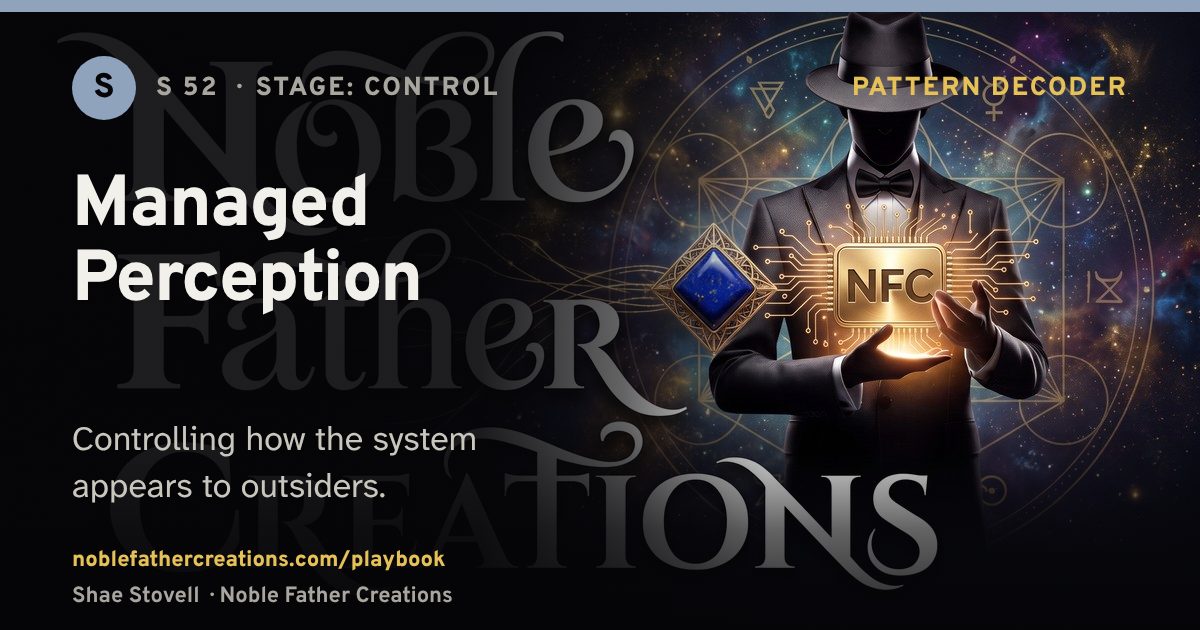 S
S 52 · STAGE: CONTROL
PATTERN DECODER
Managed
Perception
Controlling how the system
appears to outsiders.
noblefathercreations.com/playbook
Shae Stovell · Noble Father Creations
Noble
Father
Creations
NFC